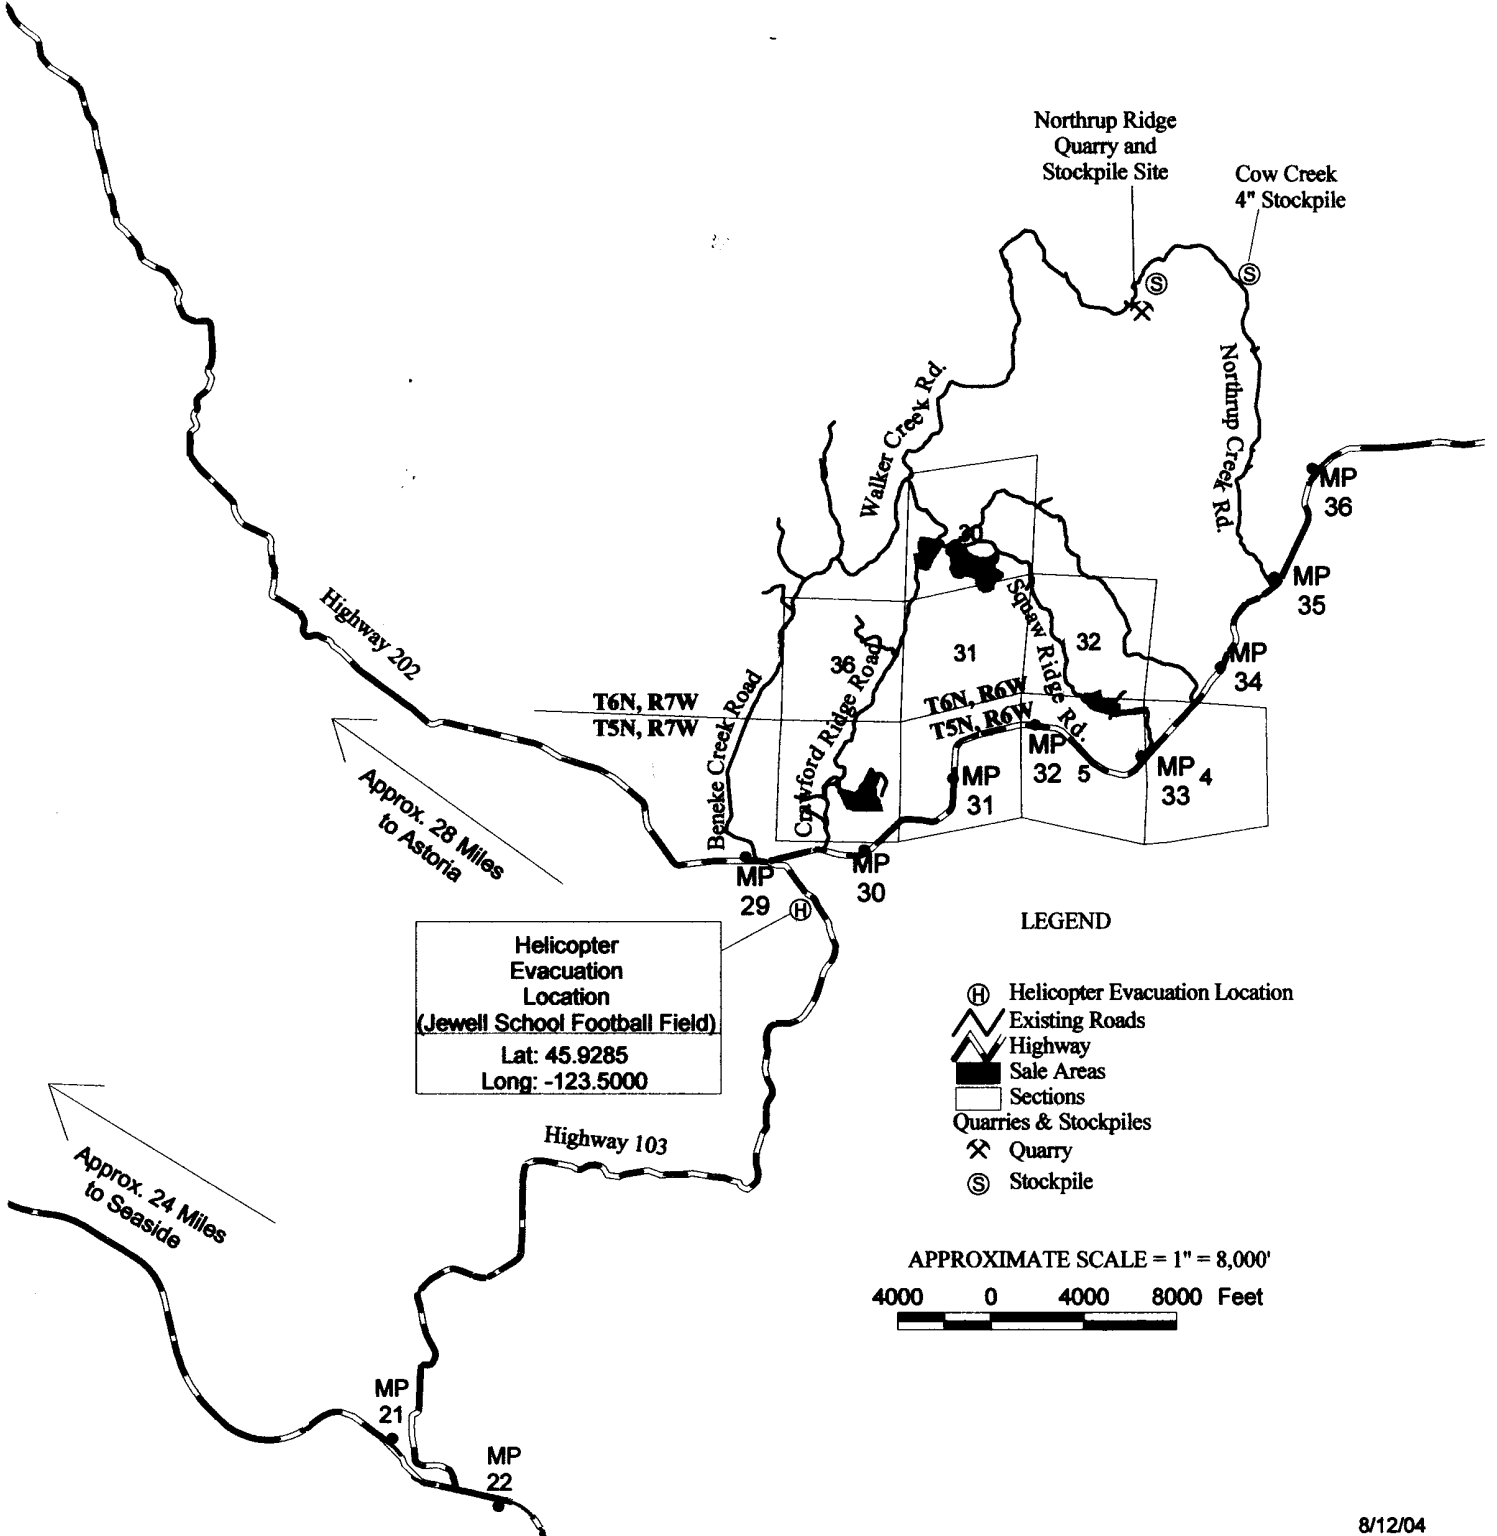 Northrup Ridge
Quarry and
Stockpile Site
Cow Creek
4" Stockpile
S
S
Walker Creek Rd.
Northrup Creek Rd.
MP
36
MP
35
30
Highway 202
Squaw Ridge Rd.
36
31
32
MP
34
T6N, R7W
T5N, R7W
T6N, R6W
T5N, R6W
Beneke Creek Road
Crawford Ridge Road
MP
32
5
MP
33
4
MP
31
Approx. 28 Miles
to Astoria
MP
29
MP
30
H
Helicopter
Evacuation
Location
(Jewell School Football Field)
Lat: 45.9285
Long: -123.5000
LEGEND
H Helicopter Evacuation Location
Existing Roads
Highway
Sale Areas
Sections
Quarries & Stockpiles
Quarry
S Stockpile
Highway 103
Approx. 24 Miles
to Seaside
APPROXIMATE SCALE = 1" = 8,000'
4000 0 4000 8000 Feet
MP
21
MP
22
8/12/04